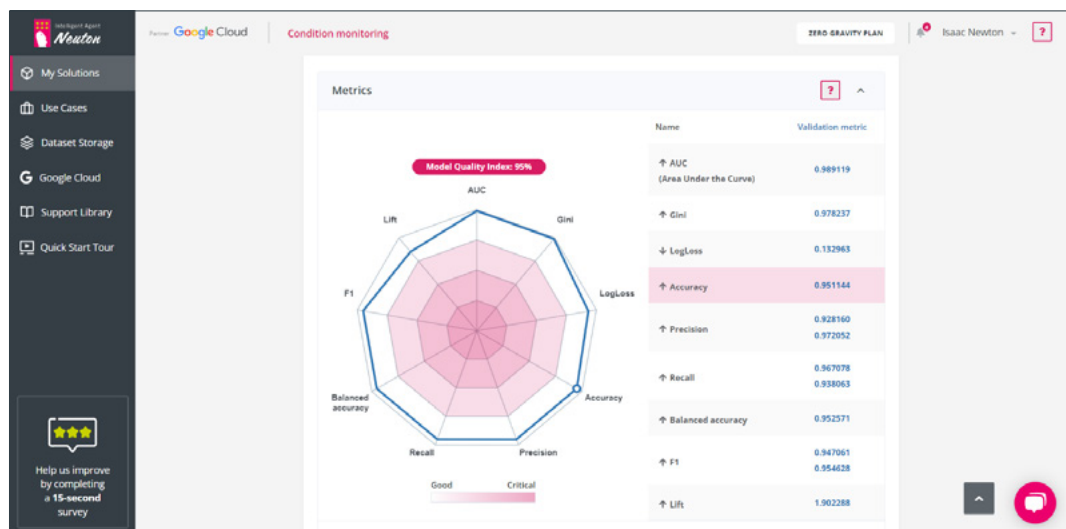 Intelligent Agent
Neuton
Partner Google Cloud
Condition monitoring
ZERO GRAVITY PLAN
Isaac Newton
?
My Solutions
Use Cases
Dataset Storage
Google Cloud
Support Library
Quick Start Tour
Help us improve
by completing
a 15-second
survey
Metrics
?
Model Quality Index: 95%
AUC
Gini
LogLoss
Accuracy
Precision
Recall
Balanced
accuracy
F1
Lift
Good Critical
Name Validation metric
↑ AUC
(Area Under the Curve) 0.989119
↑ Gini 0.978237
↓ LogLoss 0.132963
↑ Accuracy 0.951144
↑ Precision 0.928160
0.972052
↑ Recall 0.967078
0.938063
↑ Balanced accuracy 0.952571
↑ F1 0.947061
0.954628
↑ Lift 1.902288